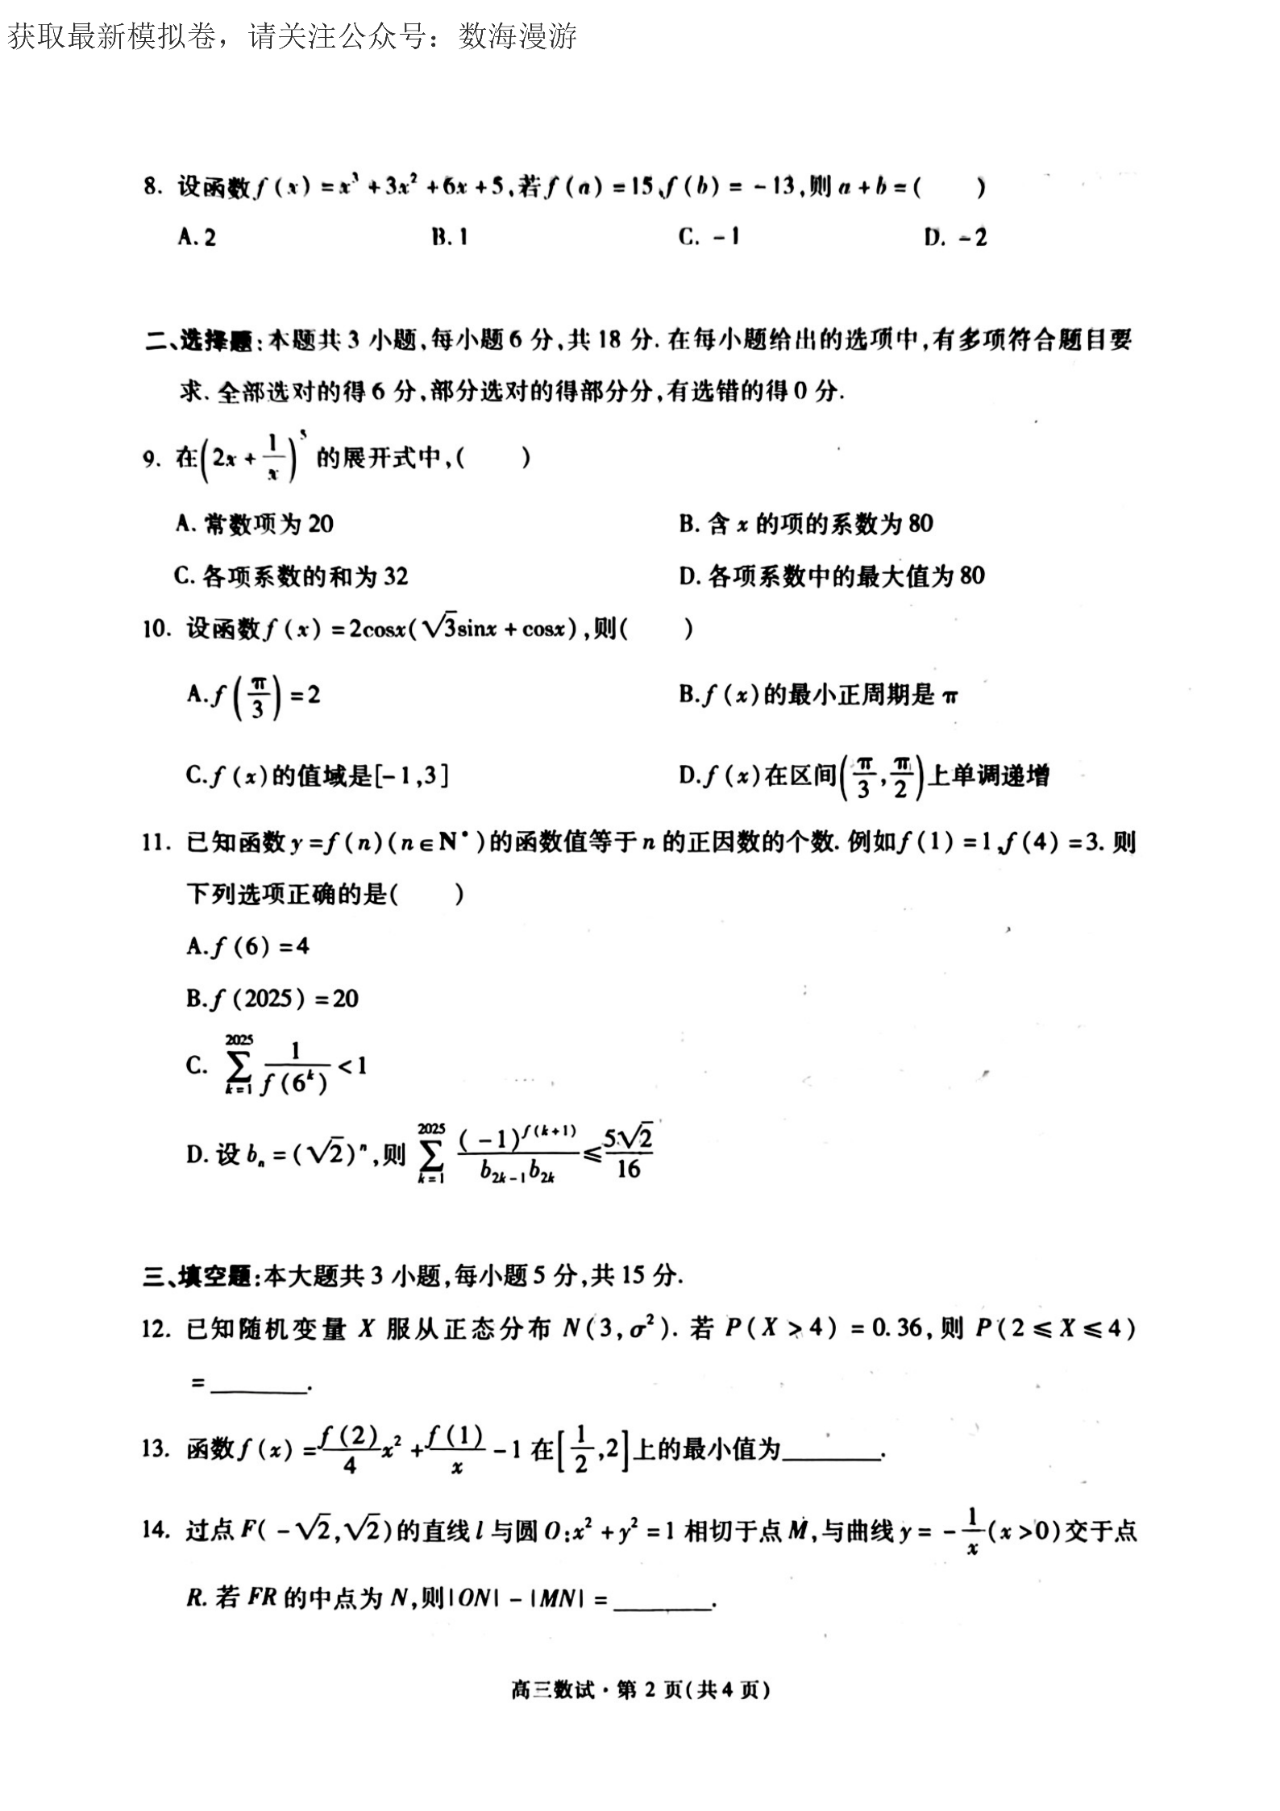 获取最新模拟卷，请关注公众号：数海漫游
8. 设函数f(x)=x³+3x²+6x+5,若f(a)=15,f(b)=-13,则a+b=(　　)
A. 2　B. 1　C. -1　D. -2
二、选择题:本题共3小题,每小题6分,共18分.在每小题给出的选项中,有多项符合题目要
求.全部选对的得6分,部分选对的得部分分,有选错的得0分.
9. 在(2x+1/x)⁵的展开式中,(　　)
A. 常数项为20　B. 含x的项的系数为80
C. 各项系数的和为32　D. 各项系数中的最大值为80
10. 设函数f(x)=2cosx(√3sinx+cosx),则(　　)
A. f(π/3)=2　B. f(x)的最小正周期是π
C. f(x)的值域是[-1,3]　D. f(x)在区间(π/3,π/2)上单调递增
11. 已知函数y=f(n)(n∈N*)的函数值等于n的正因数的个数.例如f(1)=1,f(4)=3.则
下列选项正确的是(　　)
A. f(6)=4
B. f(2025)=20
C. ∑_{k=1}^{2025} 1/f(6^k)<1
D. 设b_n=(√2)^n,则∑_{k=1}^{2025} (-1)^{f(k+1)}/(b_{2k-1}b_{2k})≤5√2/16
三、填空题:本大题共3小题,每小题5分,共15分.
12. 已知随机变量X服从正态分布N(3,σ²).若P(X>4)=0.36,则P(2≤X≤4)
=______.
13. 函数f(x)=f(2)/4 x²+f(1)/x-1在[1/2,2]上的最小值为______.
14. 过点F(-√2,√2)的直线l与圆O:x²+y²=1相切于点M,与曲线y=-1/x(x>0)交于点
R.若FR的中点为N,则|ON|-|MN|=______.
高三数试·第2页(共4页)